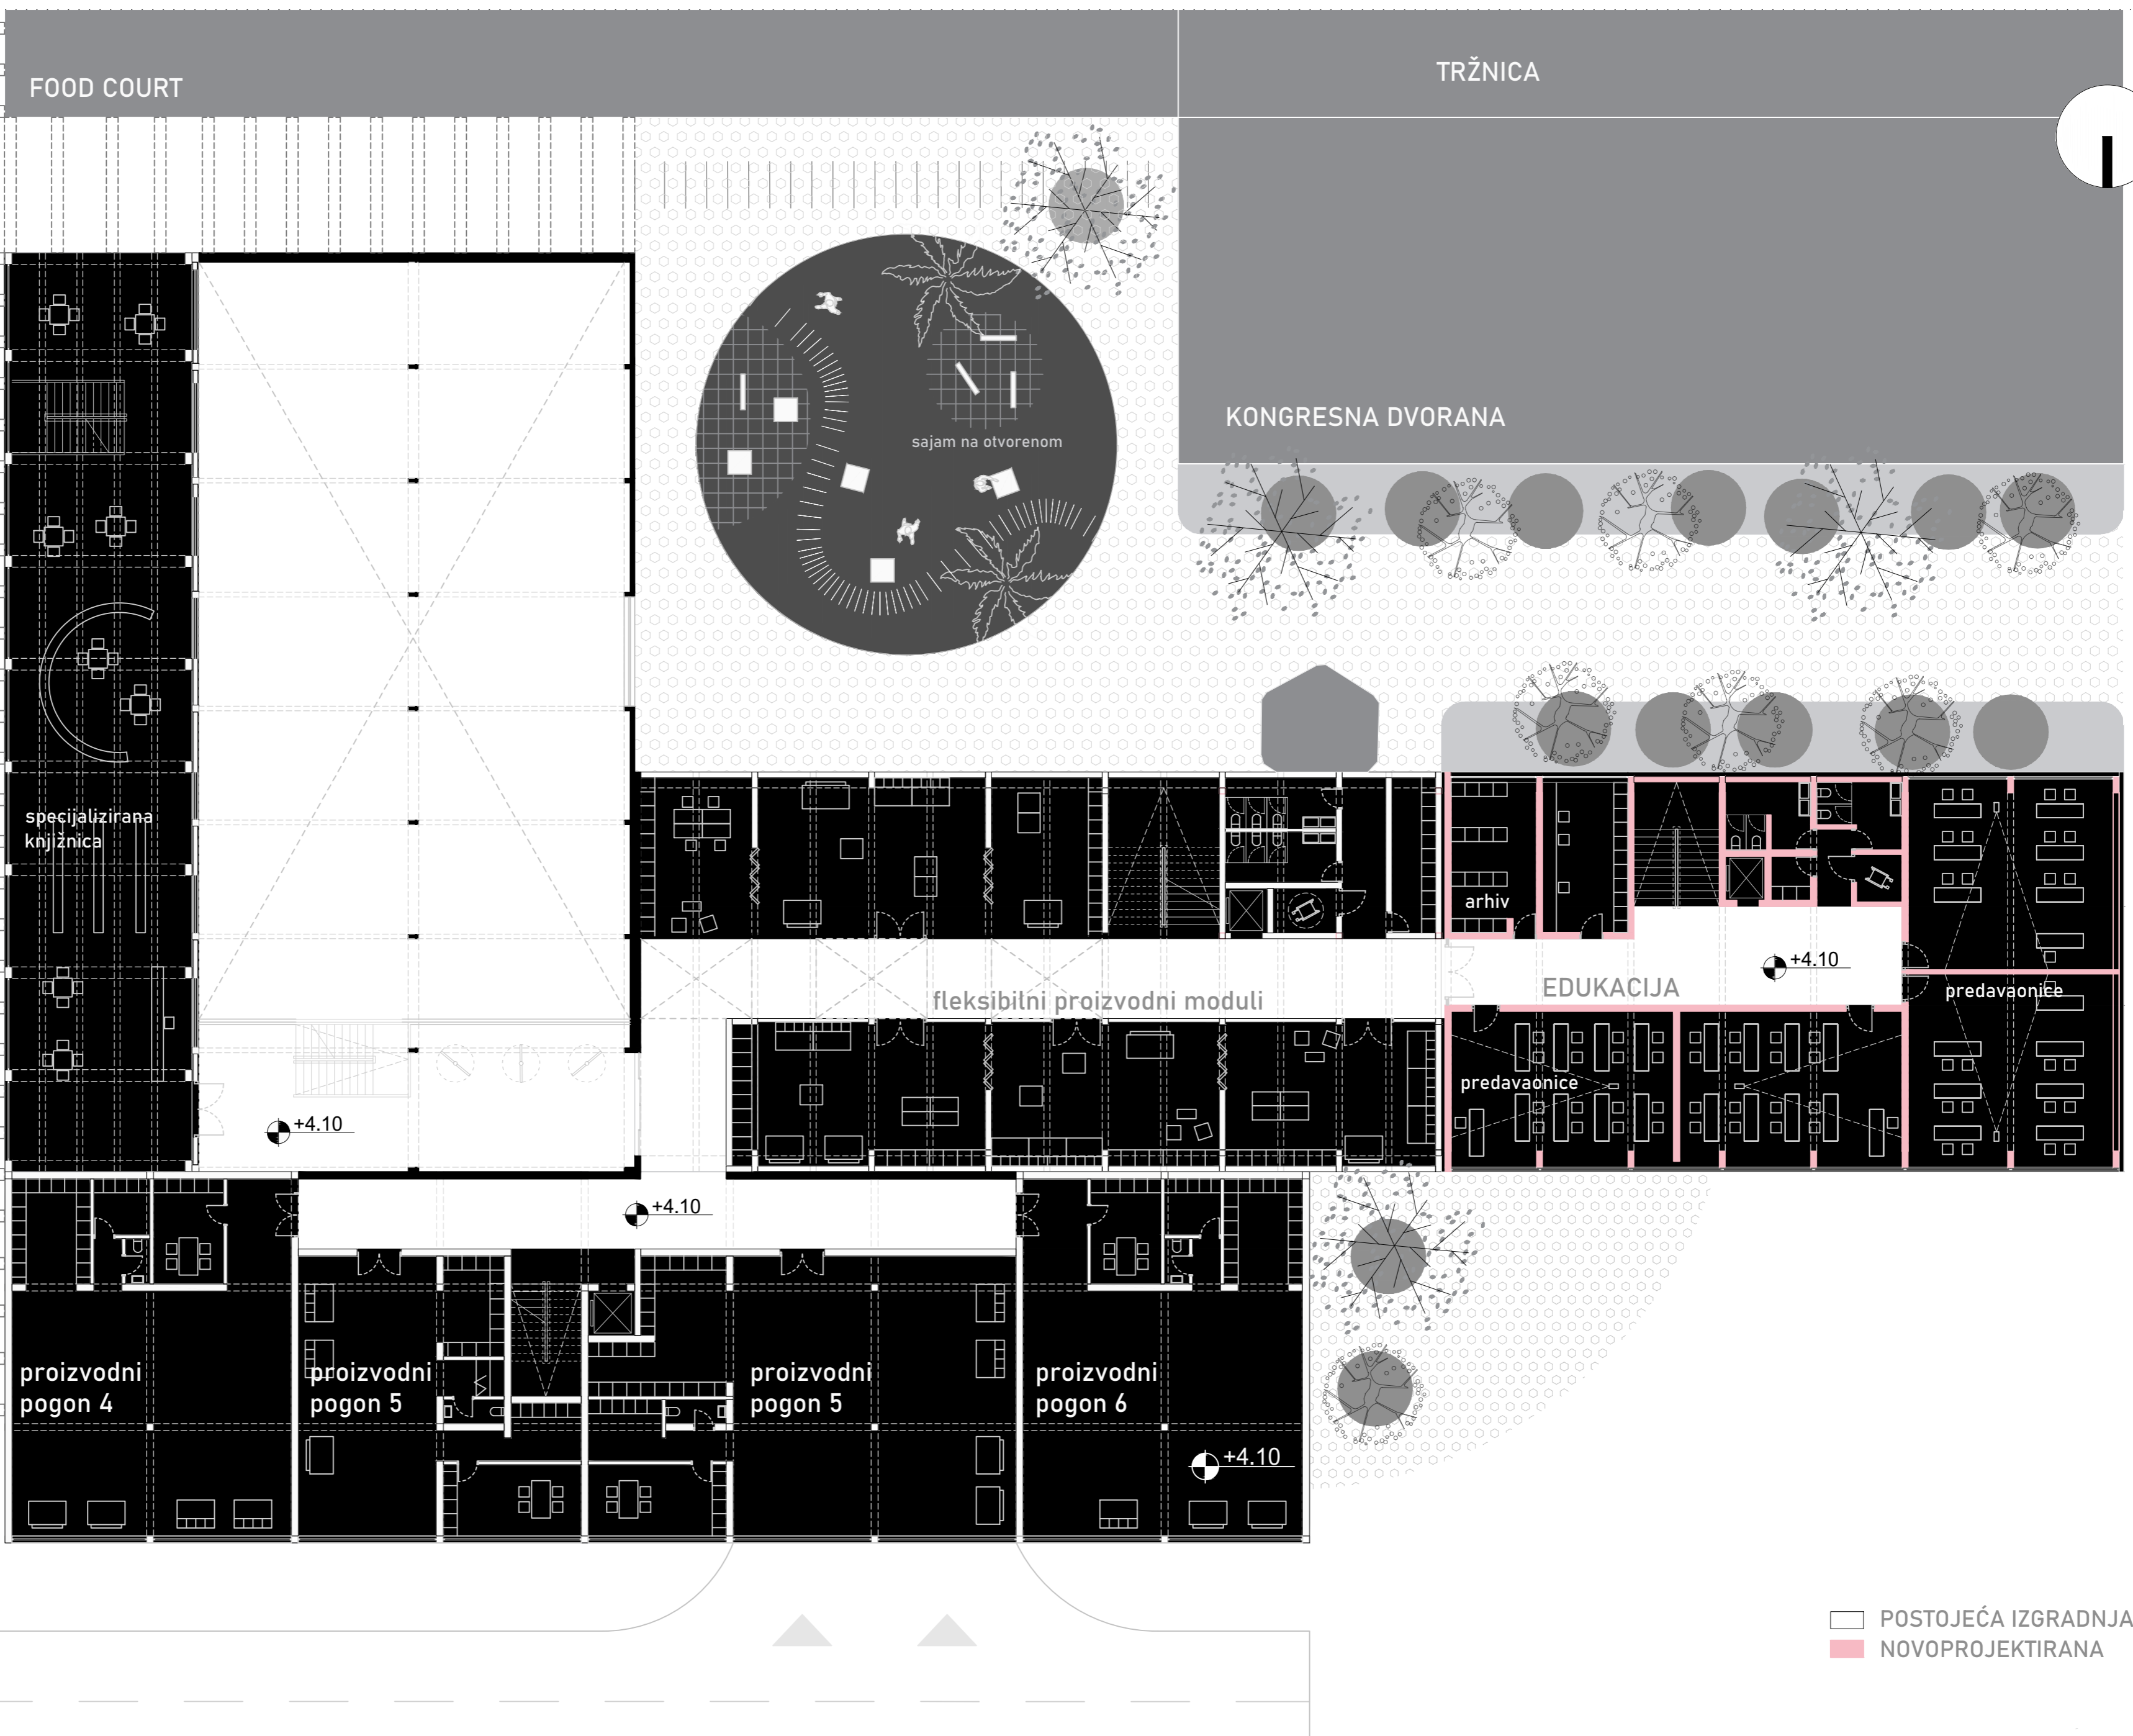 FOOD COURT
TRŽNICA
KONGRESNA DVORANA
sajam na otvorenom
specijalizirana
knjižnica
arhiv
+4.10
EDUKACIJA
predavaonice
fleksibilni proizvodni moduli
predavaonice
+4.10
+4.10
proizvodni
pogon 4
proizvodni
pogon 5
proizvodni
pogon 5
proizvodni
pogon 6
+4.10
POSTOJEĆA IZGRADNJA
NOVOPROJEKTIRANA